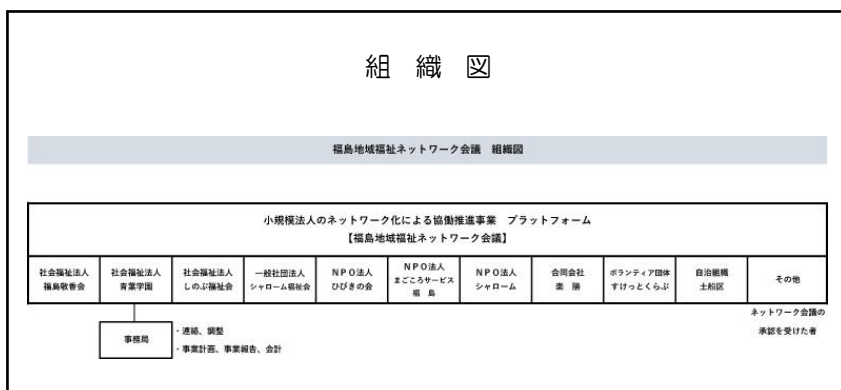 組 織 図
福島地域福祉ネットワーク会議 組織図
小規模法人のネットワーク化による協働推進事業 プラットフォーム
【福島地域福祉ネットワーク会議】
社会福祉法人
福島敬香会
社会福祉法人
青葉学園
社会福祉法人
しのぶ福祉会
一般社団法人
シャローム福祉会
NPO法人
ひびきの会
NPO法人
まごころサービス
福 島
NPO法人
シャローム
合同会社
楽 膳
ボランティア団体
すけっとくらぶ
自治組織
土船区
その他
ネットワーク会議の
承認を受けた者
事務局
・連絡、調整
・事業計画、事業報告、会計